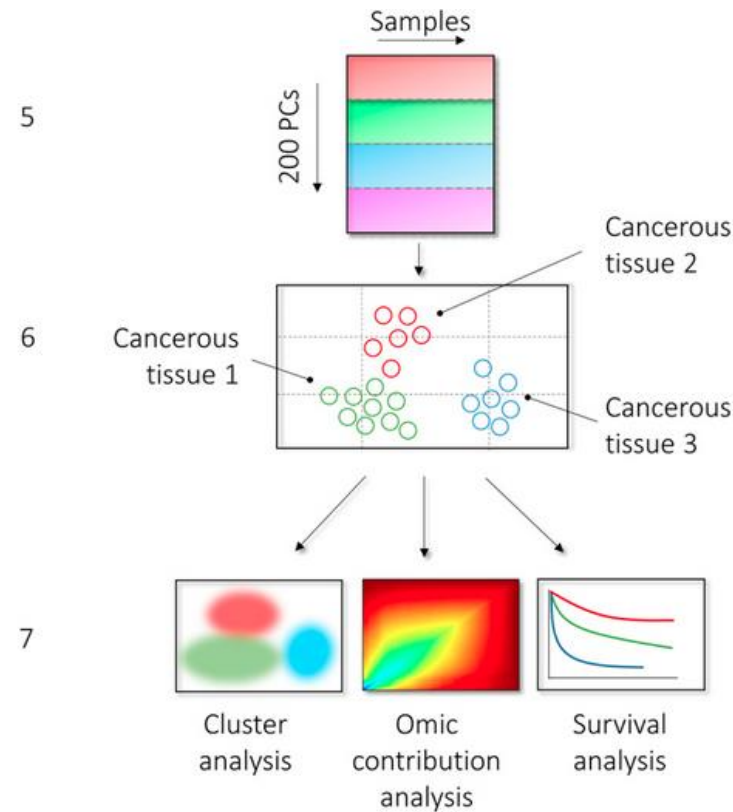 Samples
5
200 PCs
Cancerous
tissue 2
6
Cancerous
tissue 1
Cancerous
tissue 3
7
Cluster
analysis
Omic
contribution
analysis
Survival
analysis